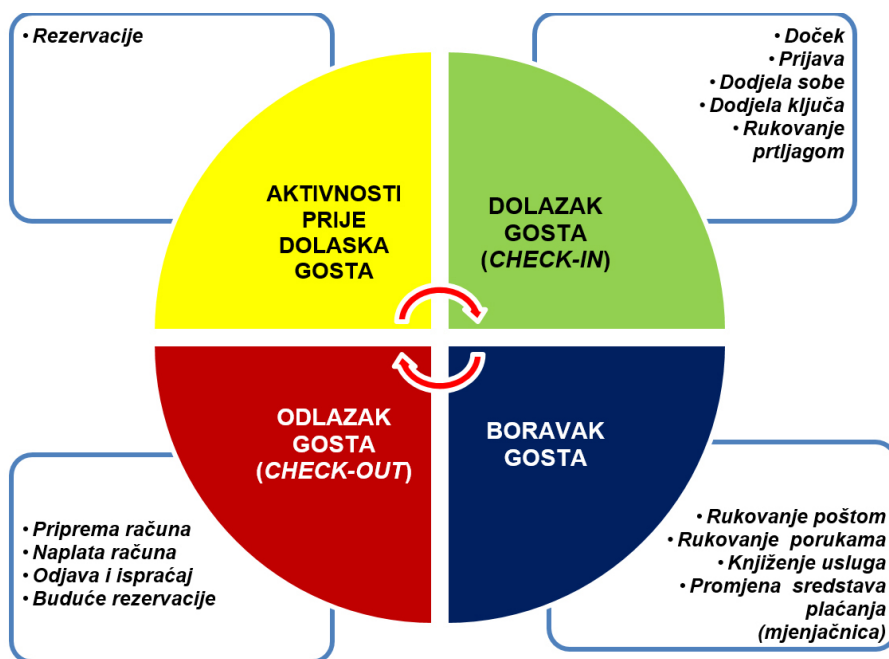 • Rezervacije
• Doček
• Prijava
• Dodjela sobe
• Dodjela ključa
• Rukovanje
prtljagom
AKTIVNOSTI
PRIJE
DOLASKA
GOSTA
DOLAZAK
GOSTA
(CHECK-IN)
ODLAZAK
GOSTA
(CHECK-OUT)
BORAVAK
GOSTA
• Priprema računa
• Naplata računa
• Odjava i ispraćaj
• Buduće rezervacije
• Rukovanje poštom
• Rukovanje porukama
• Knjiženje usluga
• Promjena sredstava
plaćanja
(mjenjačnica)